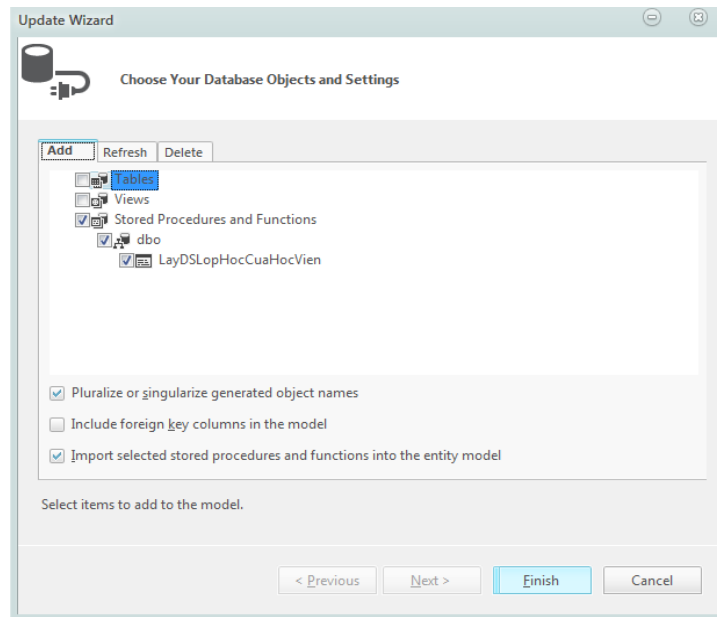 Update Wizard
Choose Your Database Objects and Settings
Add Refresh Delete
Tables
Views
Stored Procedures and Functions
dbo
LayDSLopHocCuaHocVien
Pluralize or singularize generated object names
Include foreign key columns in the model
Import selected stored procedures and functions into the entity model
Select items to add to the model.
< Previous Next > Finish Cancel